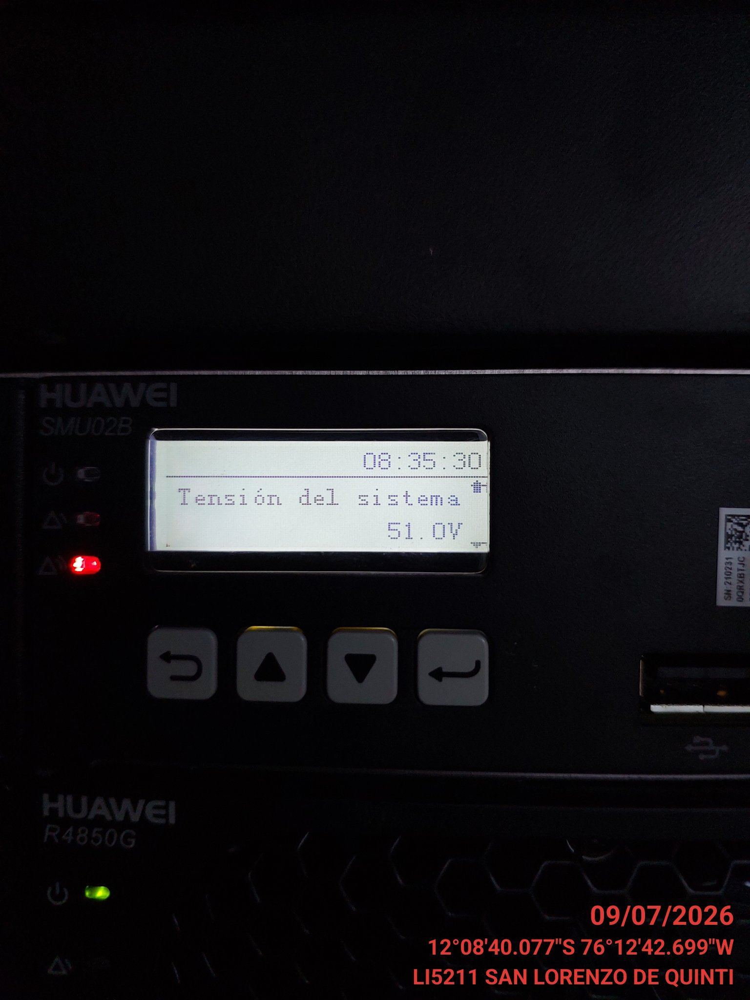 HUAWEI
SMU02B
08:35:30
Tensión del sistema
51.0V
SN:210231
0QRXBTJC
HUAWEI
R4850G
09/07/2026
12°08'40.077"S 76°12'42.699"W
LI5211 SAN LORENZO DE QUINTI